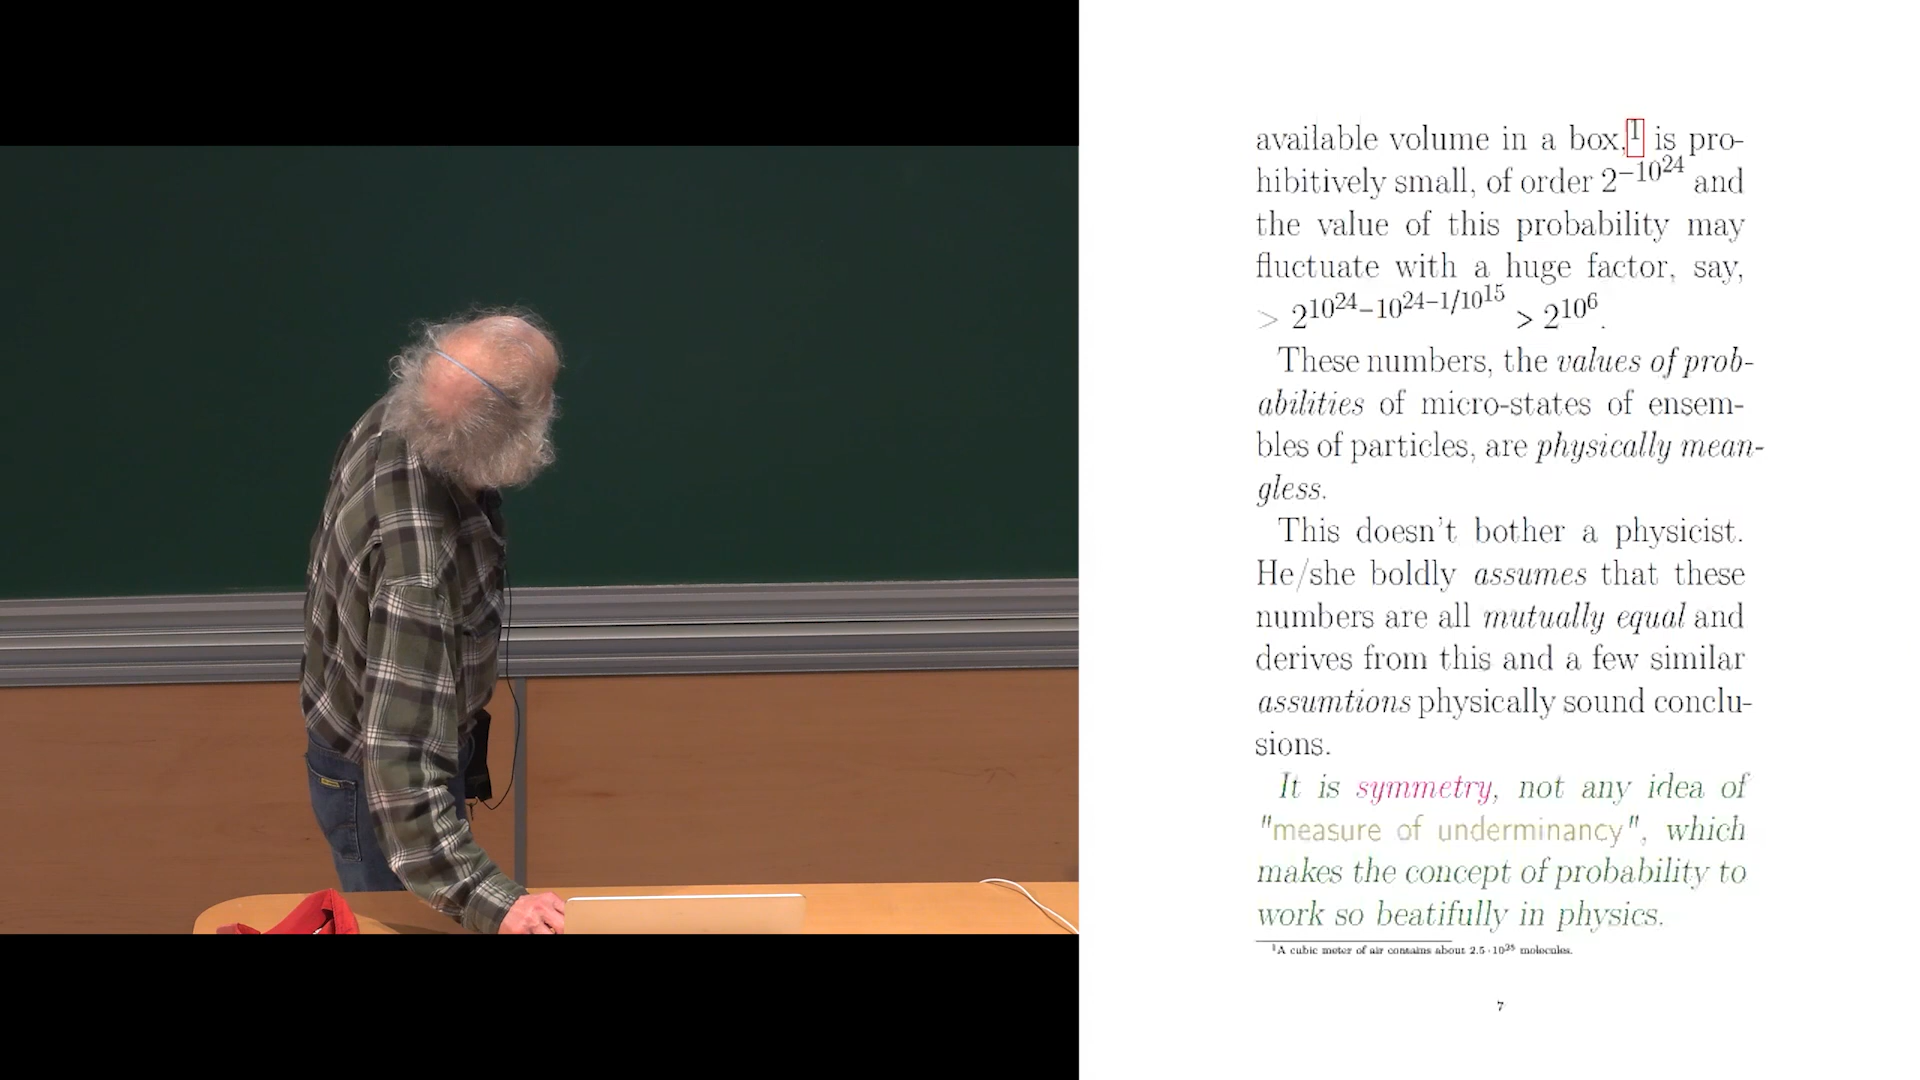 available volume in a box,¹ is pro-
hibitively small, of order 2^{−10^{24}} and
the value of this probability may
fluctuate with a huge factor, say,
> 2^{10^{24}−10^{24−1/10^{15}}} > 2^{10^6}.
These numbers, the values of prob-
abilities of micro-states of ensem-
bles of particles, are physically mean-
gless.
This doesn't bother a physicist.
He/she boldly assumes that these
numbers are all mutually equal and
derives from this and a few similar
assumtions physically sound conclu-
sions.
It is symmetry, not any idea of
"measure of underminancy", which
makes the concept of probability to
work so beatifully in physics.
¹A cubic meter of air contains about 2.5 · 10^{25} molecules.
7